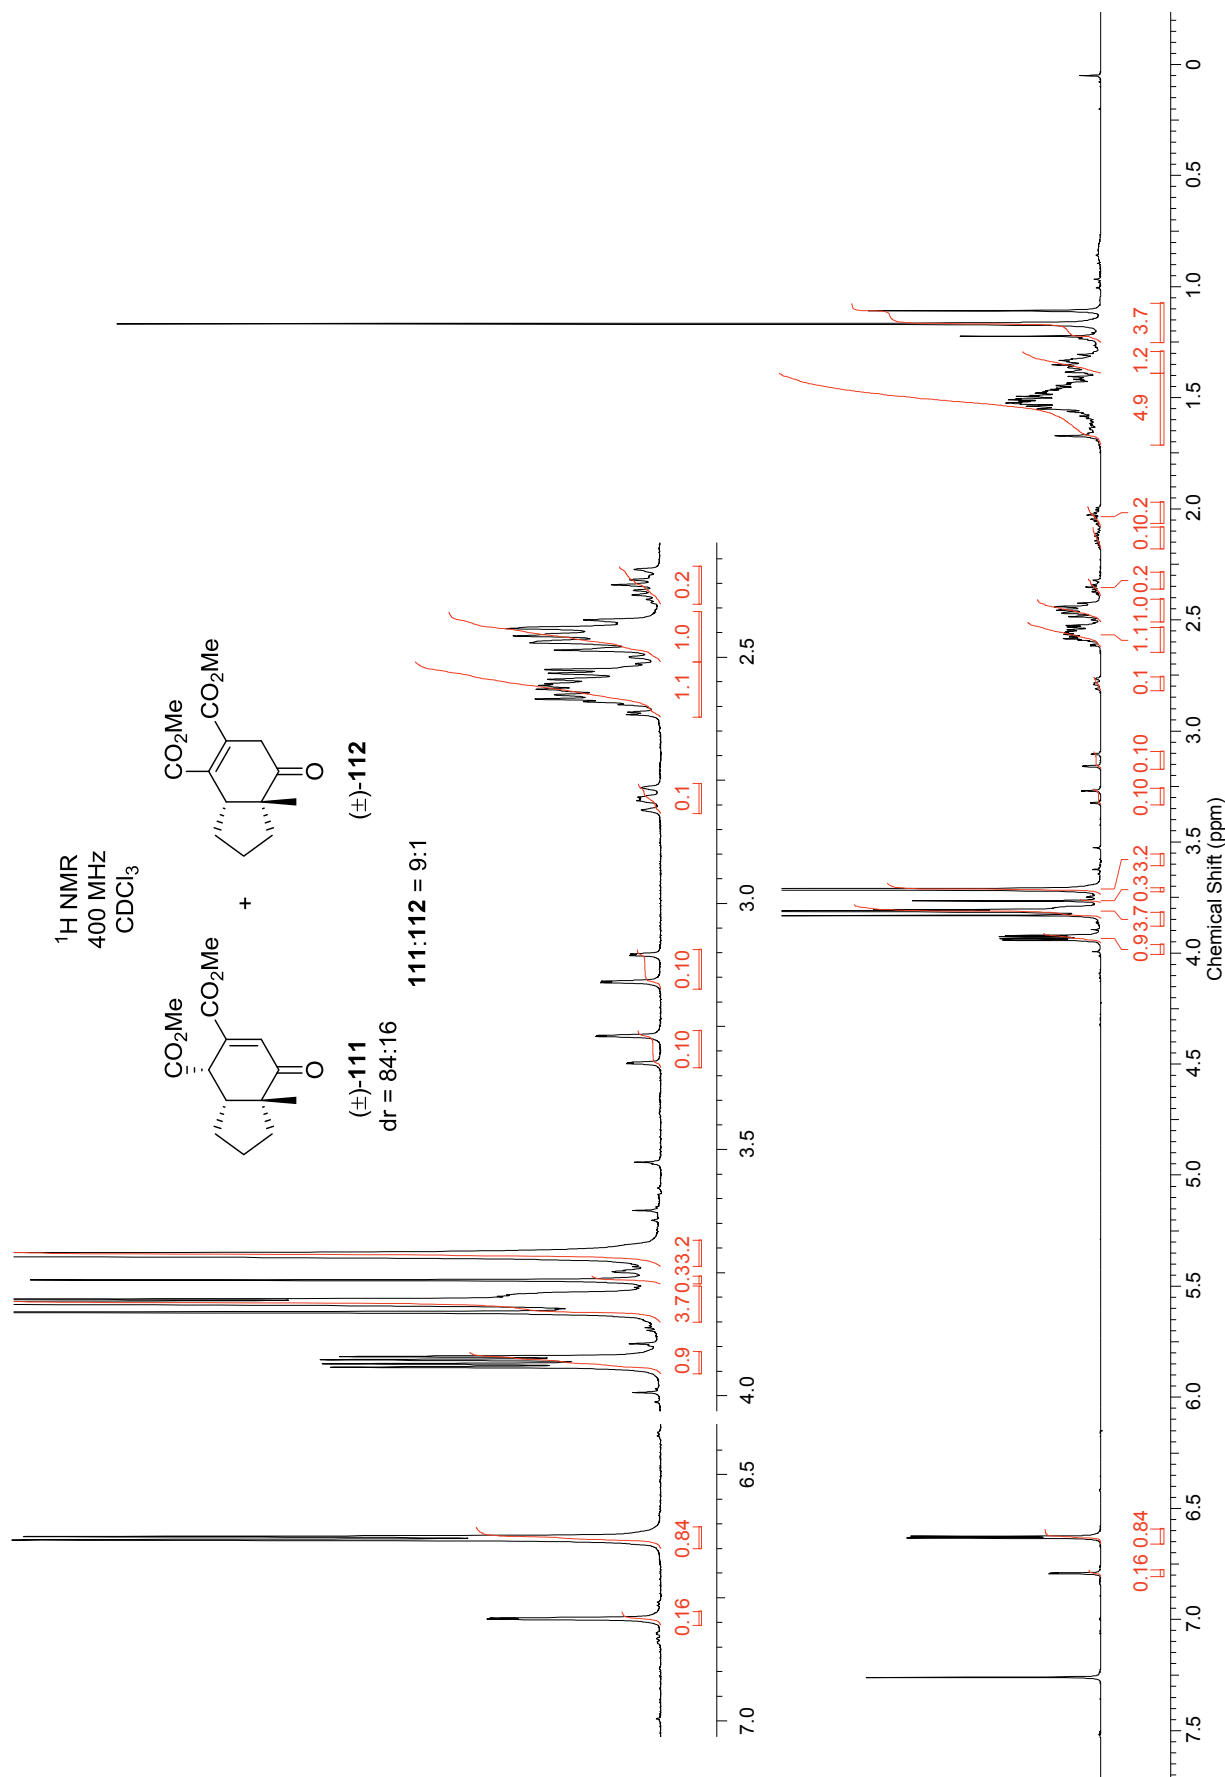 ¹H NMR
400 MHz
CDCl₃
CO₂Me
CO₂Me
O
(±)-111
dr = 84:16
+
CO₂Me
CO₂Me
O
(±)-112
111:112 = 9:1
0.16 0.84 0.9 3.7 0.3 3.2 0.10 0.10 0.1 1.1 1.0 0.2
7.0 6.5 4.0 3.5 3.0 2.5
0.16 0.84 0.9 3.7 0.3 3.2 0.10 0.10 0.1 1.1 1.0 0.2 0.1 0.2 4.9 1.2 3.7
7.5 7.0 6.5 6.0 5.5 5.0 4.5 4.0 3.5 3.0 2.5 2.0 1.5 1.0 0.5 0
Chemical Shift (ppm)